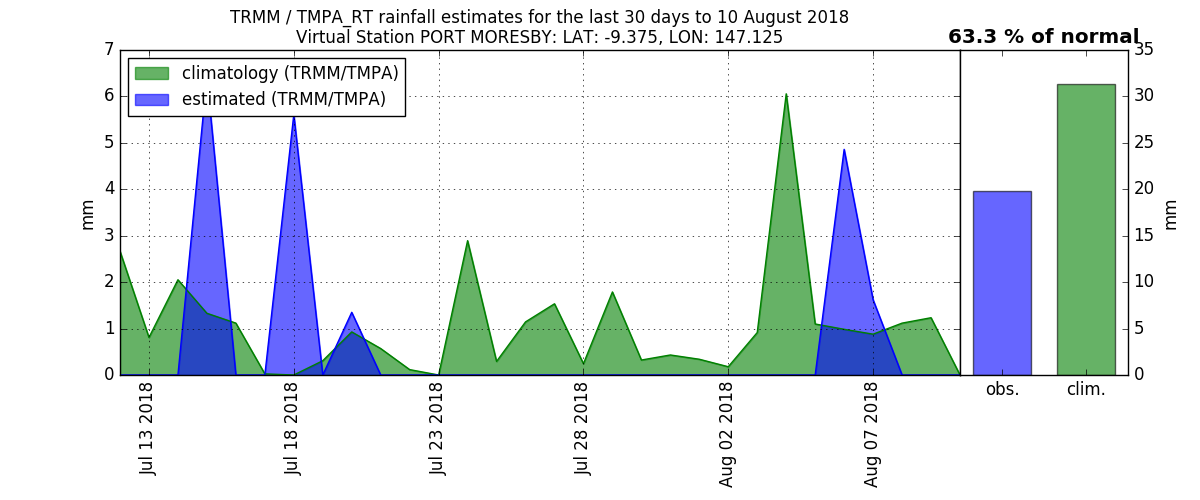 TRMM / TMPA_RT rainfall estimates for the last 30 days to 10 August 2018
Virtual Station PORT MORESBY: LAT: -9.375, LON: 147.125
63.3 % of normal
climatology (TRMM/TMPA)
estimated (TRMM/TMPA)
7
6
5
4
3
2
1
0
mm
Jul 13 2018
Jul 18 2018
Jul 23 2018
Jul 28 2018
Aug 02 2018
Aug 07 2018
obs.
clim.
35
30
25
20
15
10
5
0
mm